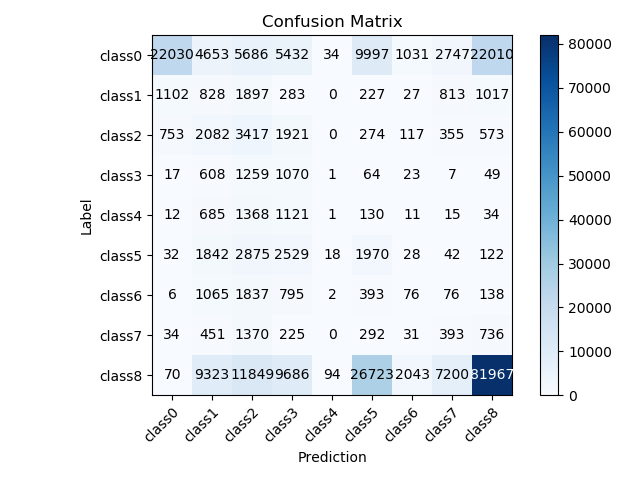 Confusion Matrix
class0 22030 4653 5686 5432 34 9997 1031 2747 22010
class1 1102 828 1897 283 0 227 27 813 1017
class2 753 2082 3417 1921 0 274 117 355 573
class3 17 608 1259 1070 1 64 23 7 49
class4 12 685 1368 1121 1 130 11 15 34
class5 32 1842 2875 2529 18 1970 28 42 122
class6 6 1065 1837 795 2 393 76 76 138
class7 34 451 1370 225 0 292 31 393 736
class8 70 9323 11849 9686 94 26723 2043 7200 81967
class0 class1 class2 class3 class4 class5 class6 class7 class8
Prediction
Label
80000
70000
60000
50000
40000
30000
20000
10000
0